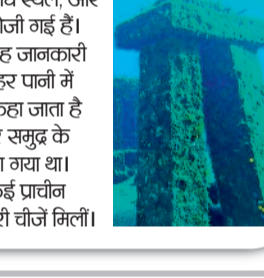 स्थल, और
जी गई हैं।
जानकारी
पानी में
जाता है
समुद्र के
गया था।
प्राचीन
चीजें मिलीं।